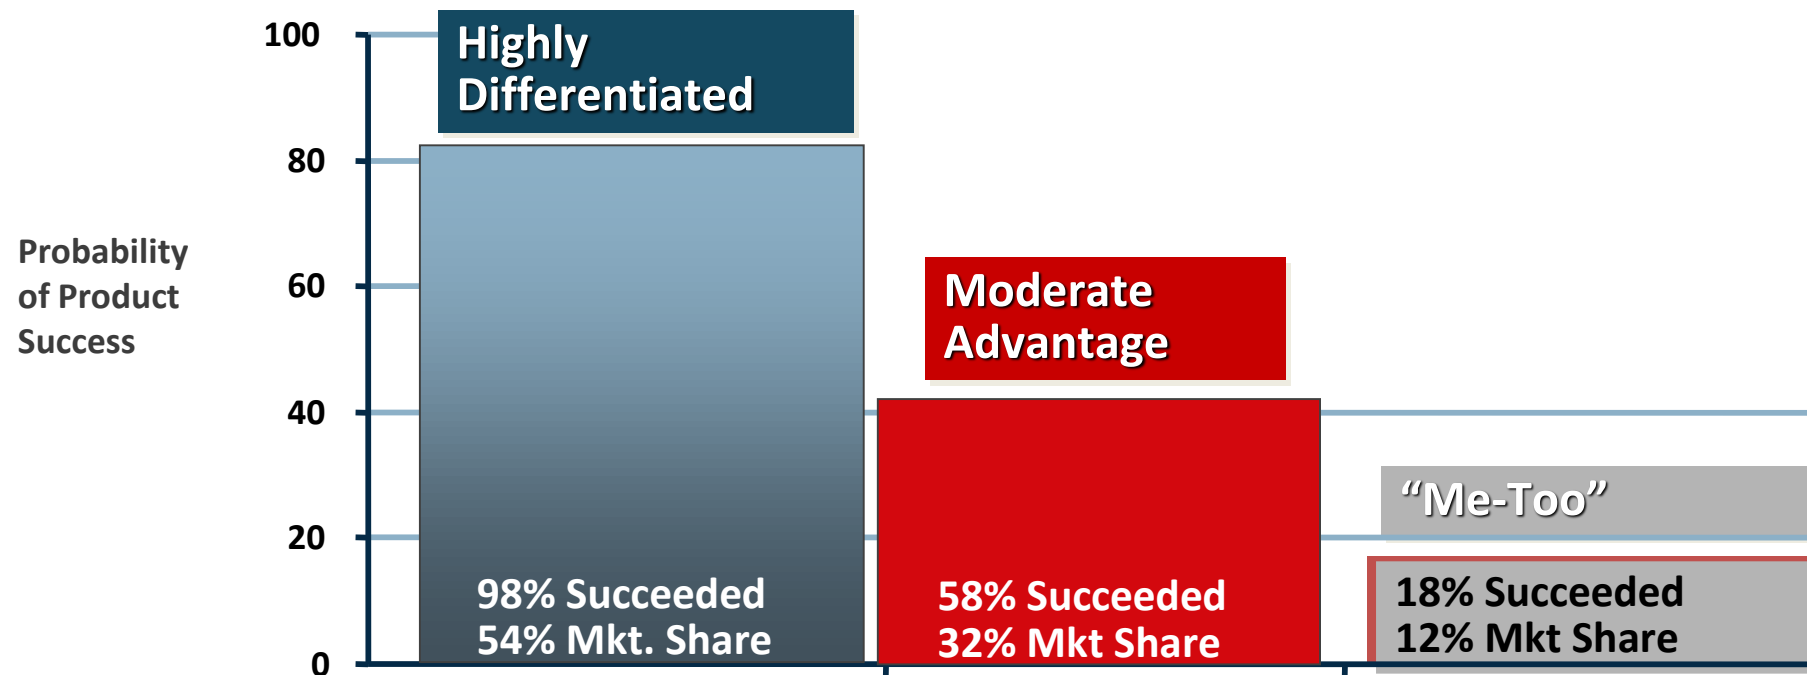 100
Highly
Differentiated
80
Probability
of Product
Success
60
Moderate
Advantage
40
“Me-Too”
20
98% Succeeded
54% Mkt. Share
58% Succeeded
32% Mkt Share
18% Succeeded
12% Mkt Share
0